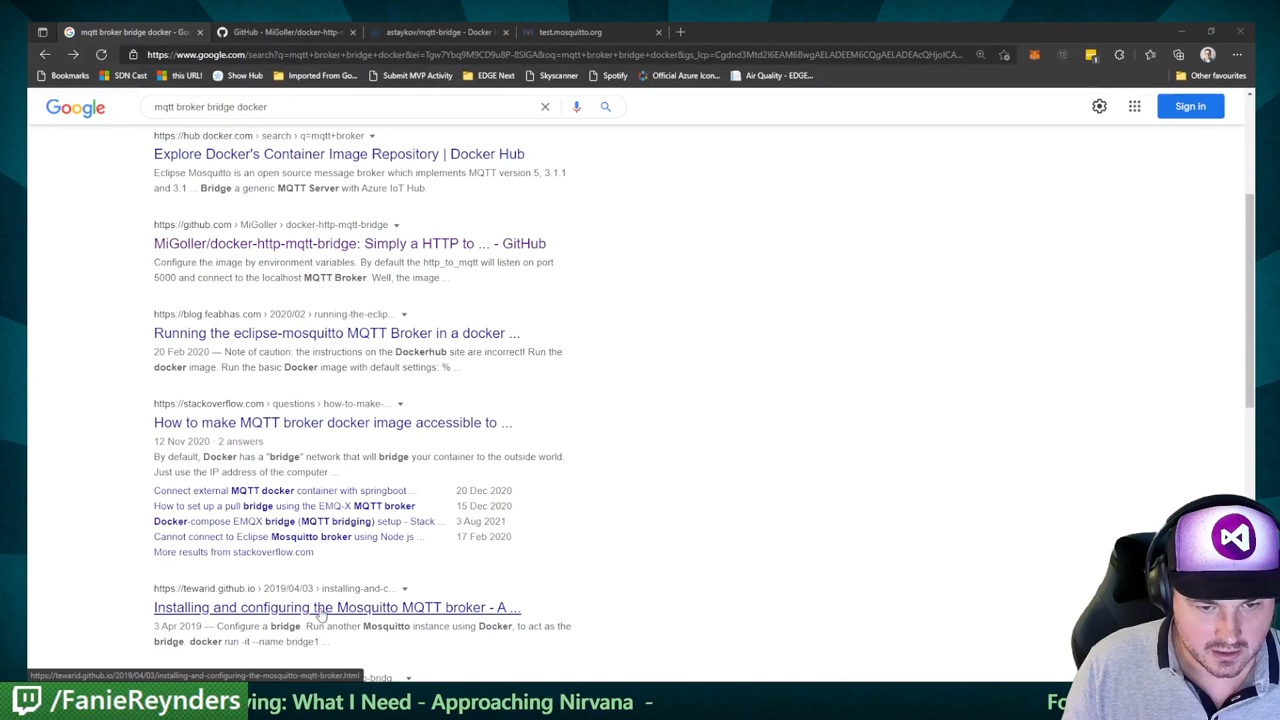 mqtt broker bridge docker - Go
GitHub - MiGoller/docker-http-n
astaykov/mqtt-bridge - Docker
test.mosquitto.org
https://www.google.com/search?q=mqtt+broker+bridge+docker&ei=
Bookmarks
SDN Cast
this URL!
Show Hub
Imported From Goo...
Submit MVP Activity
EDGE Next
Skyscanner
Spotify
Official Azure Icon...
Air Quality - EDGE...
Other favourites
Google
mqtt broker bridge docker
Sign in
https://hub.docker.com › search › q=mqtt+broker
Explore Docker's Container Image Repository | Docker Hub
Eclipse Mosquitto is an open source message broker which implements MQTT version 5, 3.1.1
and 3.1 ... Bridge a generic MQTT Server with Azure IoT Hub.
https://github.com › MiGoller › docker-http-mqtt-bridge
MiGoller/docker-http-mqtt-bridge: Simply a HTTP to ... - GitHub
Configure the image by environment variables. By default the http_to_mqtt will listen on port
5000 and connect to the localhost MQTT Broker. Well, the image ...
https://blog.feabhas.com › 2020/02 › running-the-eclip...
Running the eclipse-mosquitto MQTT Broker in a docker ...
20 Feb 2020 — Note of caution: the instructions on the Dockerhub site are incorrect! Run the
docker image. Run the basic Docker image with default settings: % ...
https://stackoverflow.com › questions › how-to-make-...
How to make MQTT broker docker image accessible to ...
12 Nov 2020 · 2 answers
By default, Docker has a "bridge" network that will bridge your container to the outside world.
Just use the IP address of the computer ...
Connect external MQTT docker container with springboot ... 20 Dec 2020
How to set up a pull bridge using the EMQ-X MQTT broker 15 Dec 2020
Docker-compose EMQX bridge (MQTT bridging) setup - Stack ... 3 Aug 2021
Cannot connect to Eclipse Mosquitto broker using Node.js ... 17 Feb 2020
More results from stackoverflow.com
https://tewarid.github.io › 2019/04/03 › installing-and-c...
Installing and configuring the Mosquitto MQTT broker - A ...
3 Apr 2019 — Configure a bridge. Run another Mosquitto instance using Docker, to act as the
bridge. docker run -it --name bridge1 ...
https://tewarid.github.io/2019/04/03/installing-and-configuring-the-mosquitto-mqtt-broker.html
/FanieReynders
ying: What I Need - Approaching Nirvana -
Fo